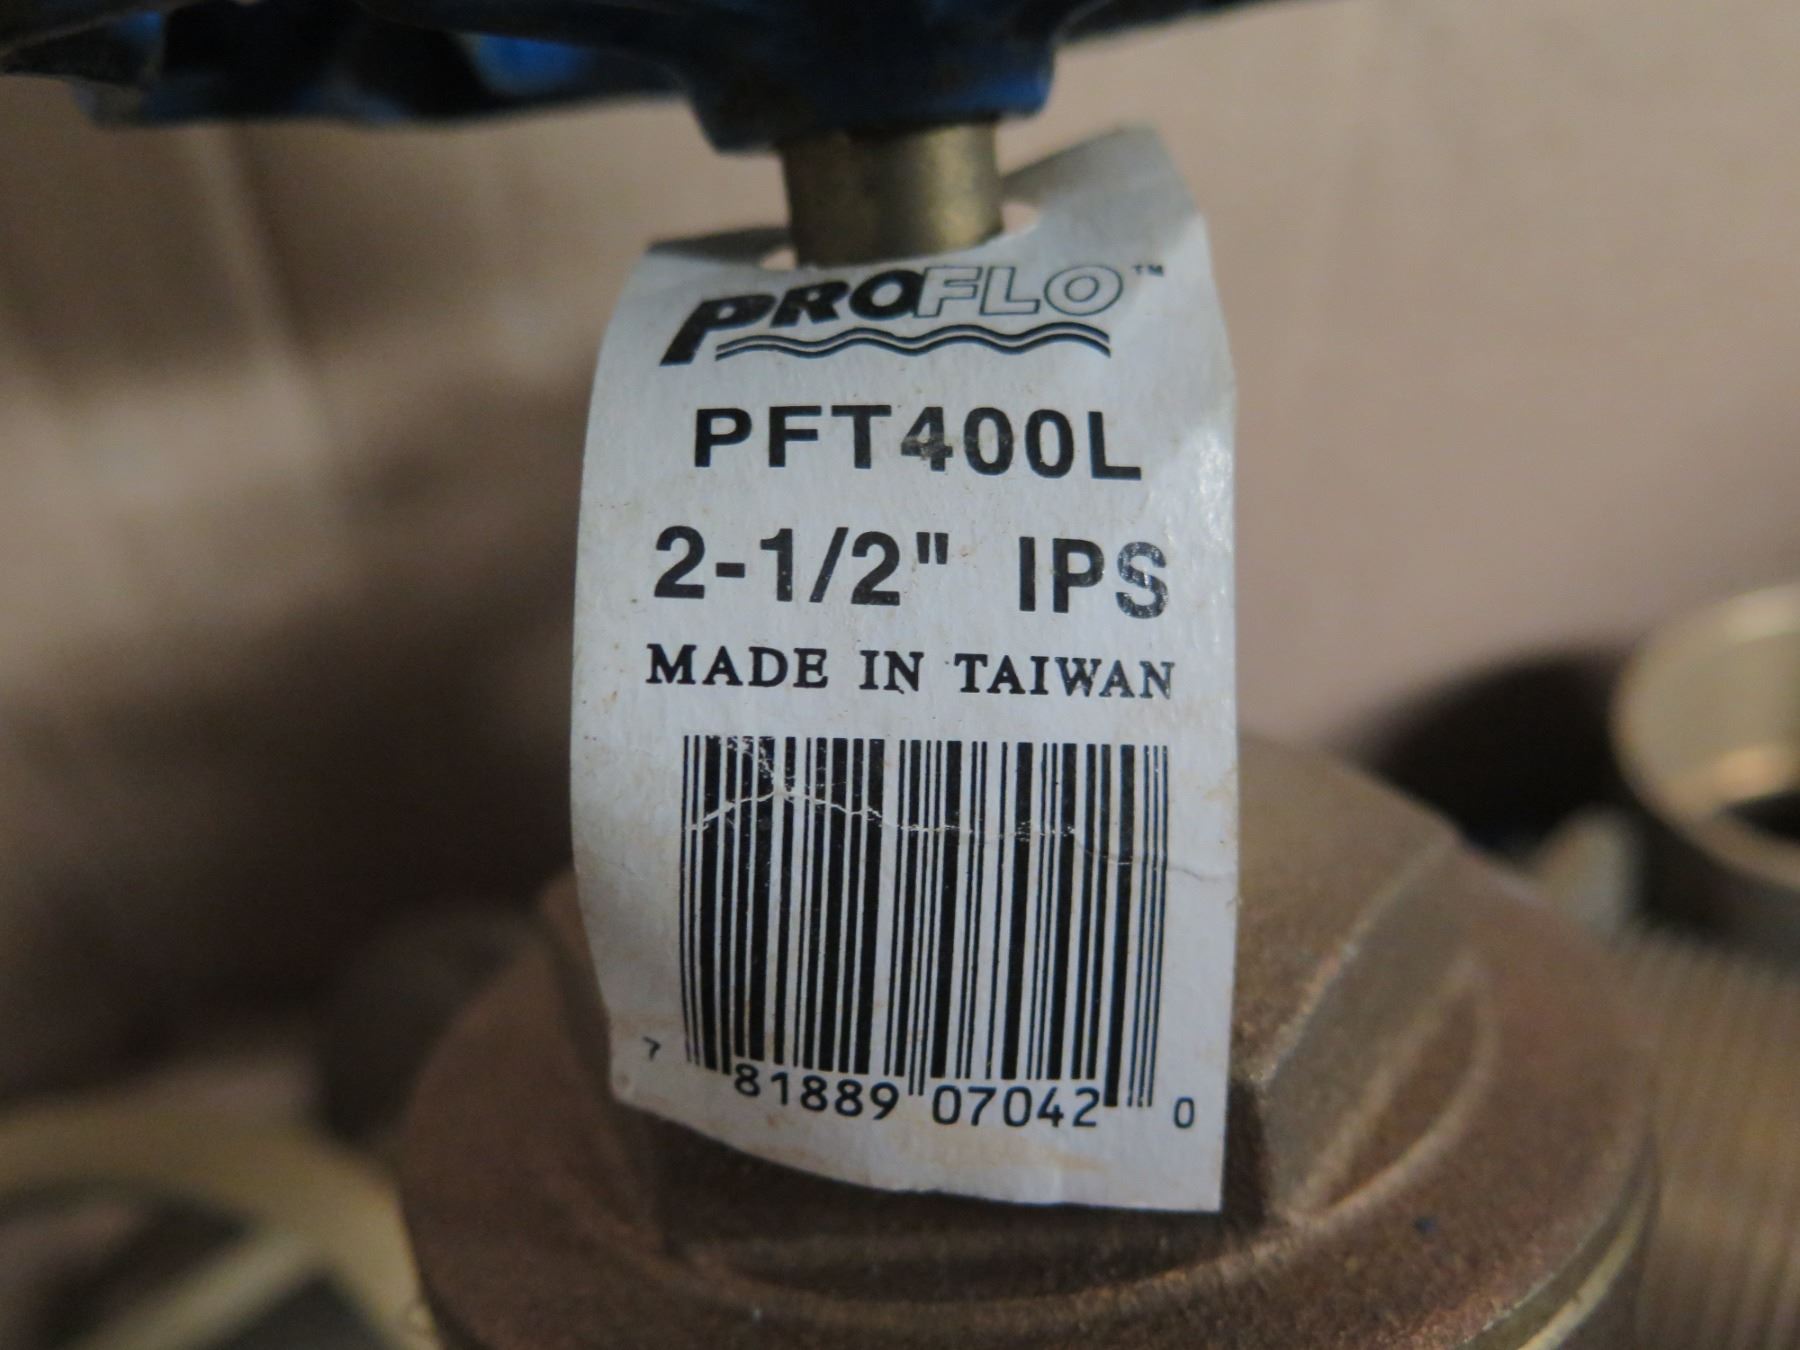 PROFLO™
PFT400L
2-1/2" IPS
MADE IN TAIWAN
7 81889 07042 0